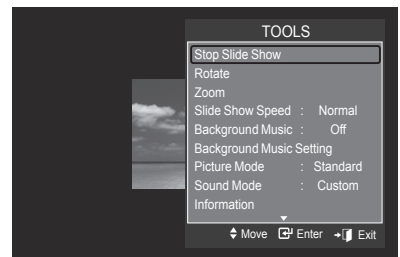 TOOLS
Stop Slide Show
Rotate
Zoom
Slide Show Speed : Normal
Background Music : Off
Background Music Setting
Picture Mode : Standard
Sound Mode : Custom
Information
Move Enter Exit